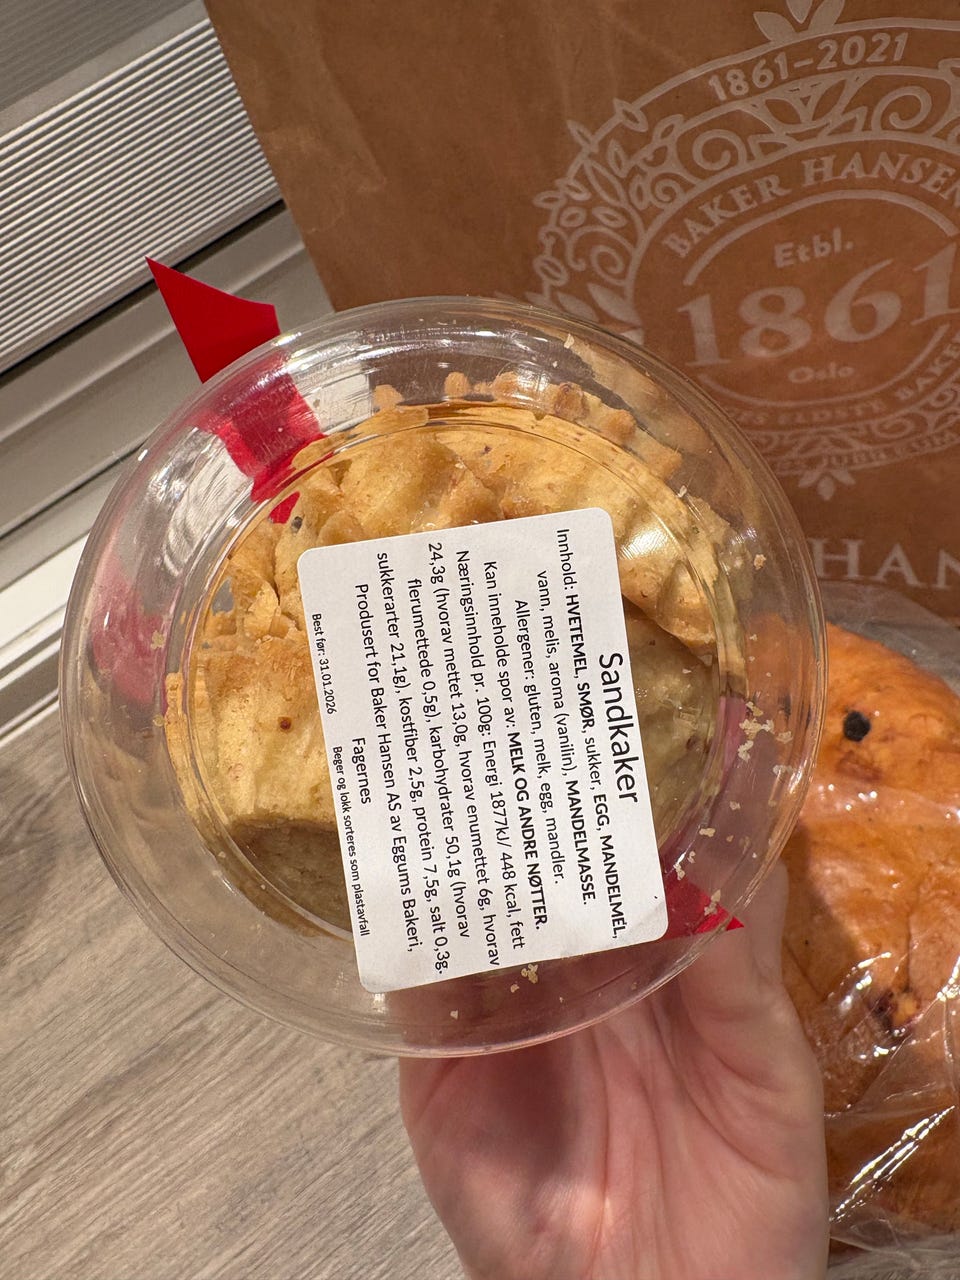 1861-2021
BAKER HANSEN
Etbl.
1861
Oslo
HAN
Sandkaker
Innhold: HVETEMEL, SMØR, sukker, EGG, MANDELMEL,
vann, melis, aroma (vanilin), MANDELMASSE.
Allergener: gluten, melk, egg, mandler.
Kan inneholde spor av: MELK OG ANDRE NØTTER.
Næringsinnhold pr. 100g: Energi 1877kJ/ 448 kcal, fett
24,3g (hvorav mettet 13,0g, hvorav enumettet 6g, hvorav
flerumettede 0,5g), karbohydrater 50,1g (hvorav
sukkerarter 21,1g), kostfiber 2,5g, protein 7,5g, salt 0,3g.
Produsert for Baker Hansen AS av Eggums Bakeri,
Fagernes
Best før: 31.01.2026
Beger og lokk sorteres som plastavfall